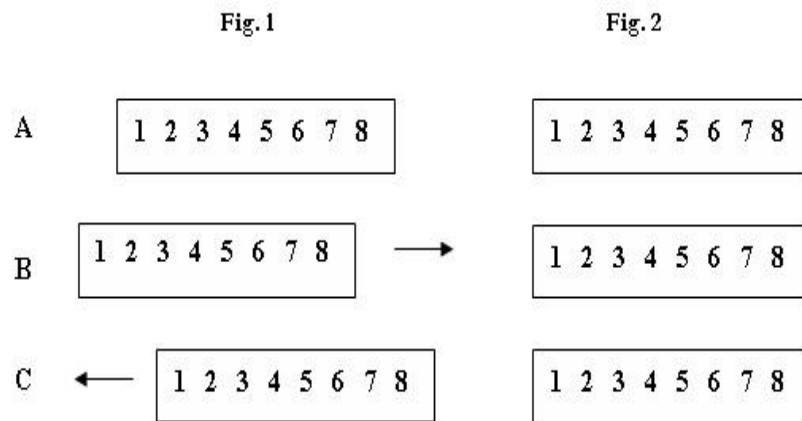 Fig. 1 Fig. 2
A 1 2 3 4 5 6 7 8 1 2 3 4 5 6 7 8
B 1 2 3 4 5 6 7 8 1 2 3 4 5 6 7 8
C 1 2 3 4 5 6 7 8 1 2 3 4 5 6 7 8